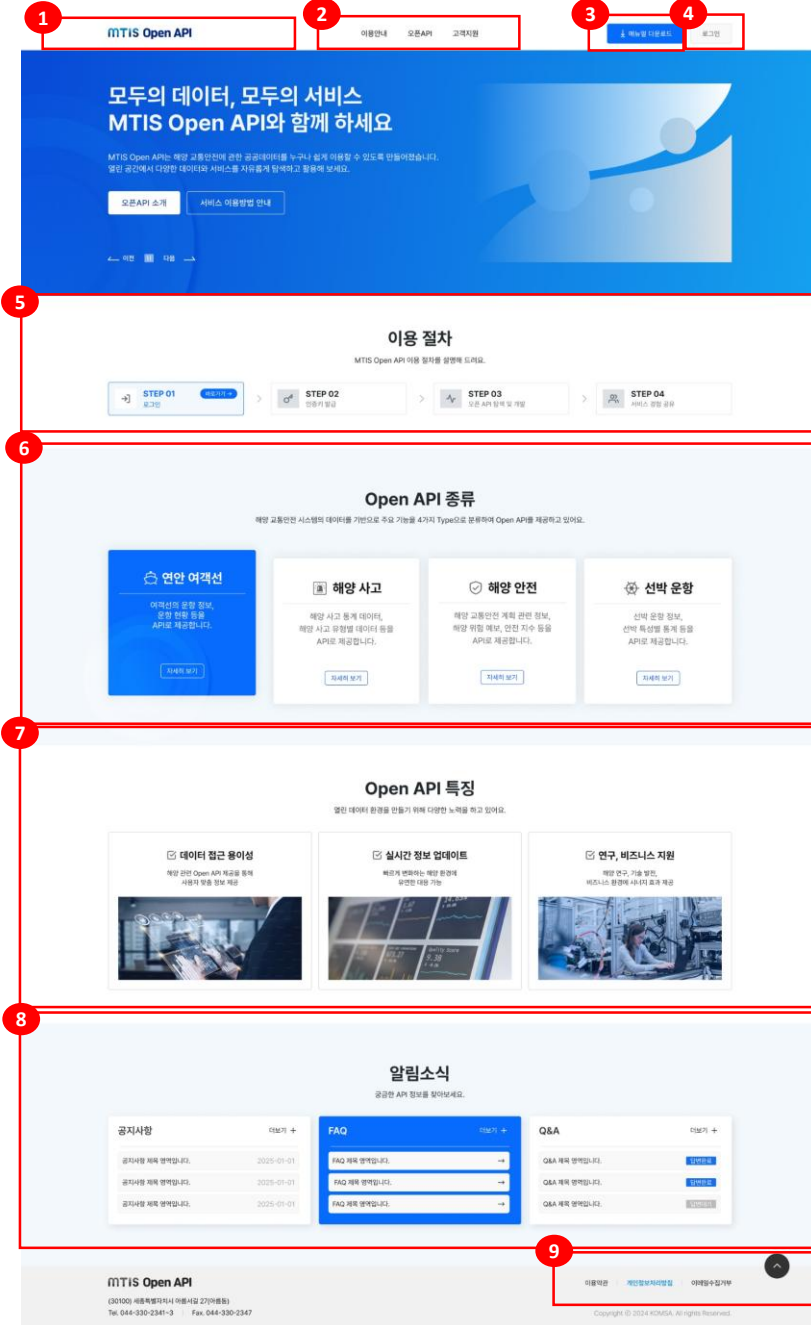 1
2
3
4
MTIS Open API
이용안내 오픈API 고객지원
매뉴얼 다운로드
로그인
모두의 데이터, 모두의 서비스
MTIS Open API와 함께 하세요
MTIS Open API는 해양 교통안전에 관한 공공데이터를 누구나 쉽게 이용할 수 있도록 만들어졌습니다.
열린 공간에서 다양한 데이터와 서비스를 자유롭게 탐색하고 활용해 보세요.
오픈API 소개
서비스 이용방법 안내
이전 다음
5
이용 절차
MTIS Open API 이용 절차를 설명해 드려요.
STEP 01 바로가기
로그인
STEP 02
인증키 발급
STEP 03
오픈 API 탐색 및 개발
STEP 04
서비스 경험 공유
6
Open API 종류
해양 교통안전 시스템의 데이터를 기반으로 주요 기능을 4가지 Type으로 분류하여 Open API를 제공하고 있어요.
연안 여객선
여객선의 운항 정보,
운항 현황 등을
API로 제공합니다.
자세히 보기
해양 사고
해양 사고 통계 데이터,
해양 사고 유형별 데이터 등을
API로 제공합니다.
자세히 보기
해양 안전
해양 교통안전 계획 관련 정보,
해양 위험 예보, 안전 지수 등을
API로 제공합니다.
자세히 보기
선박 운항
선박 운항 정보,
선박 특성별 통계 등을
API로 제공합니다.
자세히 보기
7
Open API 특징
열린 데이터 환경을 만들기 위해 다양한 노력을 하고 있어요.
데이터 접근 용이성
해양 관련 Open API 제공을 통해
사용자 맞춤 정보 제공
실시간 정보 업데이트
빠르게 변화하는 해양 환경에
유연한 대응 가능
연구, 비즈니스 지원
해양 연구, 기술 발전,
비즈니스 환경에 시너지 효과 제공
8
알림소식
궁금한 API 정보를 찾아보세요.
공지사항 더보기 +
공지사항 제목 영역입니다. 2025-01-01
공지사항 제목 영역입니다. 2025-01-01
공지사항 제목 영역입니다. 2025-01-01
FAQ 더보기 +
FAQ 제목 영역입니다.
FAQ 제목 영역입니다.
FAQ 제목 영역입니다.
Q&A 더보기 +
Q&A 제목 영역입니다. 답변완료
Q&A 제목 영역입니다. 답변완료
Q&A 제목 영역입니다. 답변대기
9
MTIS Open API
(30100) 세종특별자치시 아름서길 27(아름동)
Tel. 044-330-2341~3 Fax. 044-330-2347
이용약관 개인정보처리방침 이메일수집거부
Copyright © 2024 KOMSA. All rights Reserved.